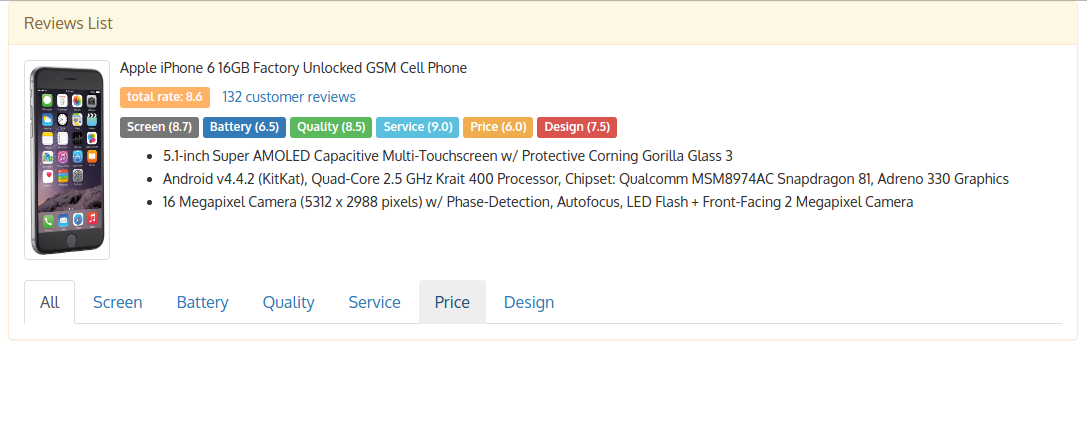 Reviews List
Apple iPhone 6 16GB Factory Unlocked GSM Cell Phone
total rate: 8.6 132 customer reviews
Screen (8.7) Battery (6.5) Quality (8.5) Service (9.0) Price (6.0) Design (7.5)
5.1-inch Super AMOLED Capacitive Multi-Touchscreen w/ Protective Corning Gorilla Glass 3
Android v4.4.2 (KitKat), Quad-Core 2.5 GHz Krait 400 Processor, Chipset: Qualcomm MSM8974AC Snapdragon 81, Adreno 330 Graphics
16 Megapixel Camera (5312 x 2988 pixels) w/ Phase-Detection, Autofocus, LED Flash + Front-Facing 2 Megapixel Camera
All Screen Battery Quality Service Price Design